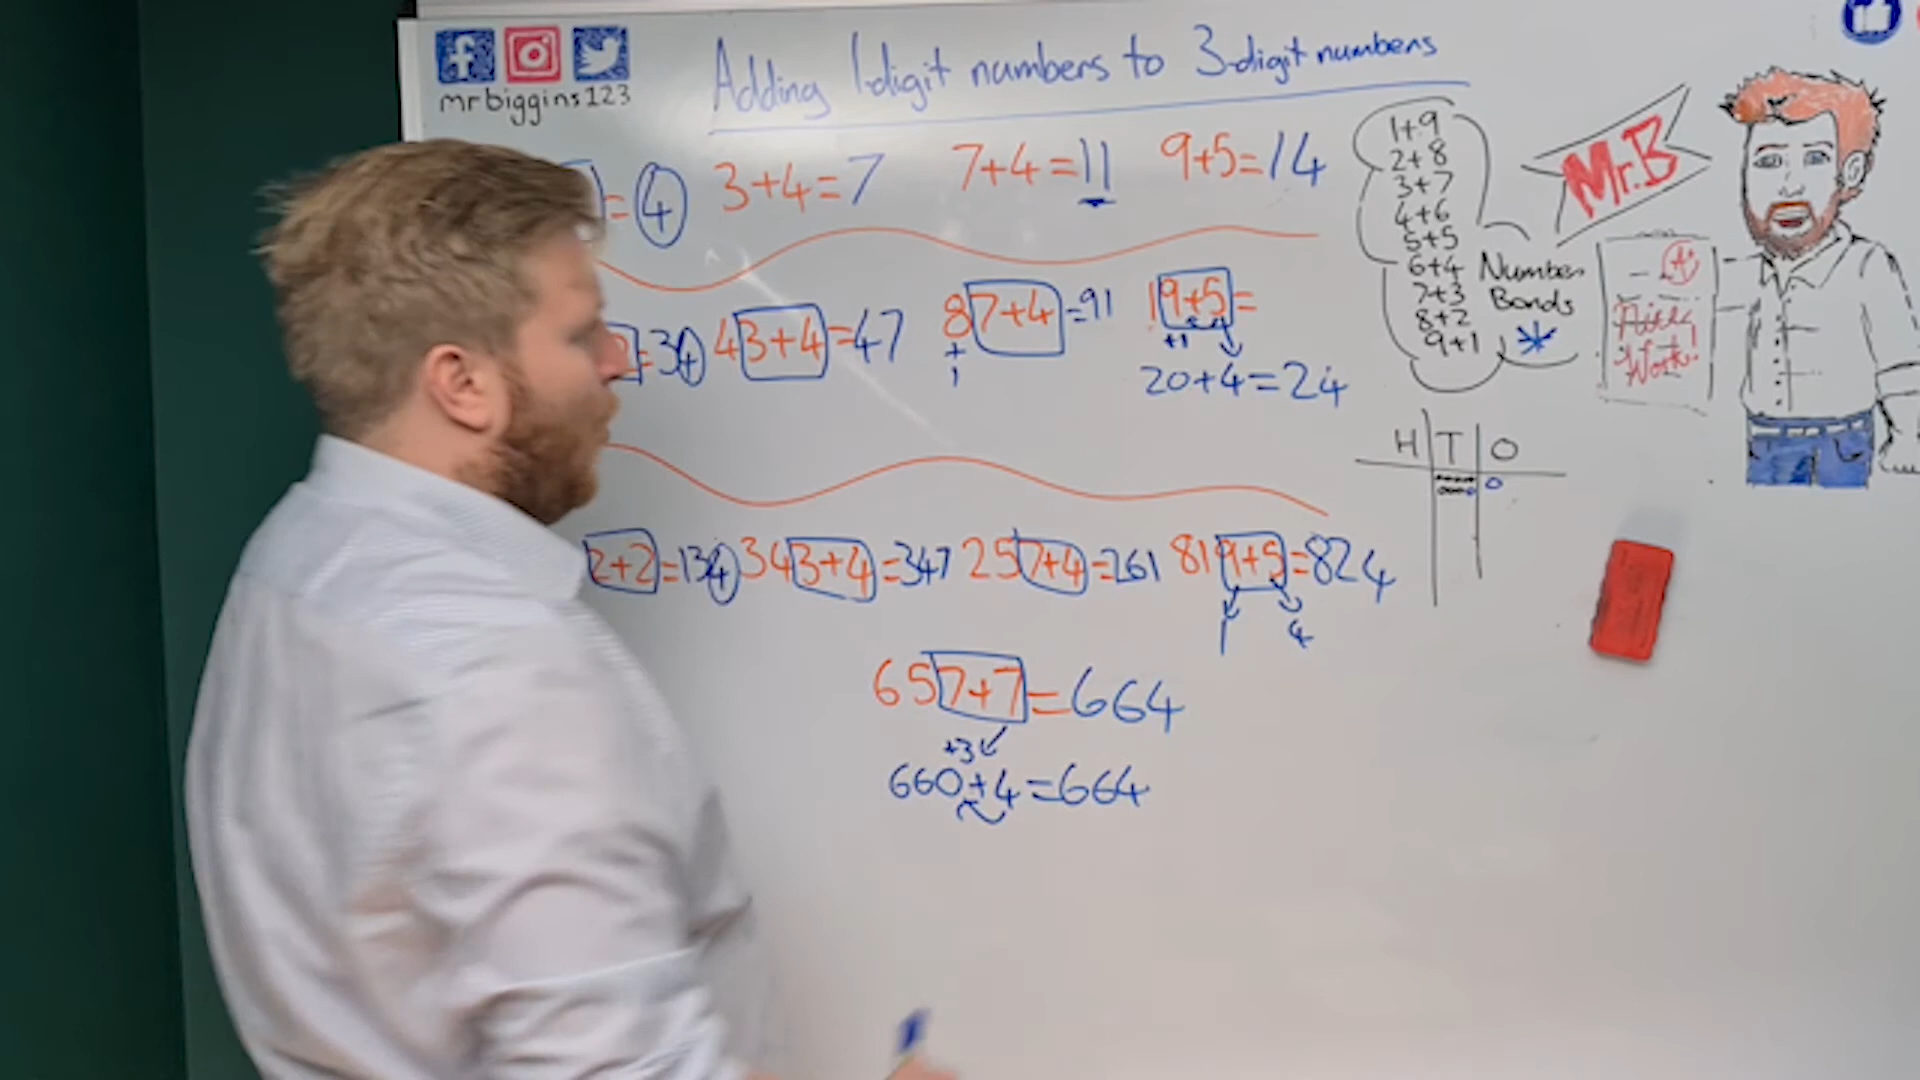 mrbiggins123
Adding 1-digit numbers to 3-digit numbers
=4 3+4=7 7+4=11 9+5=14
=34 43+4=47 87+4=91 19+5=
+1
+1
20+4=24
2+2=134 343+4=347 257+4=261 819+5=824
1 4
657+7=664
+3
660+4=664
1+9
2+8
3+7
4+6
5+5
6+4
7+3
8+2
9+1
Number
Bonds
Mr.B
A
Nice
Work!
H T O